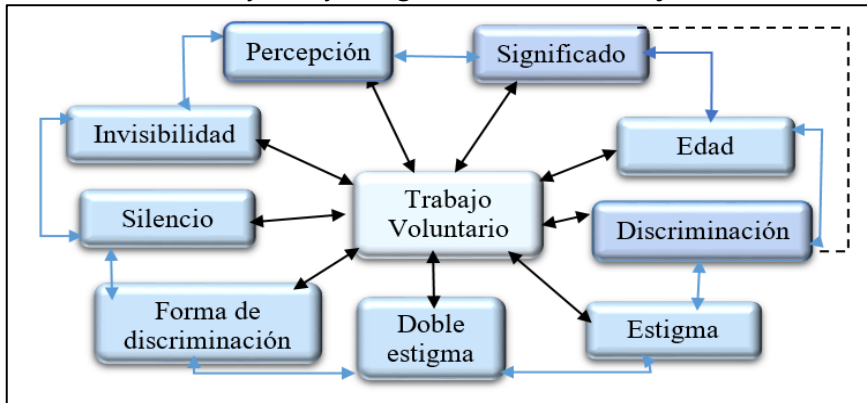 Percepción
Significado
Invisibilidad
Edad
Trabajo
Voluntario
Silencio
Discriminación
Forma de
discriminación
Doble
estigma
Estigma